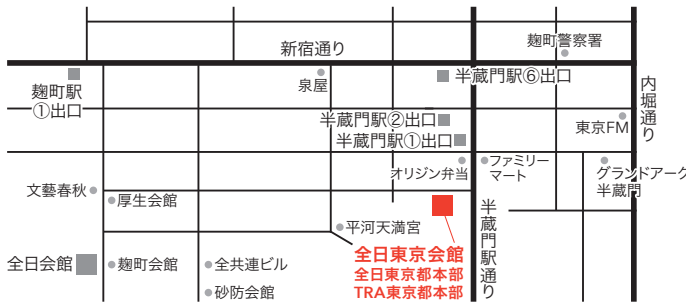 麹町警察署
新宿通り
半蔵門駅⑥出口
泉屋
麹町駅
①出口
内堀通り
半蔵門駅②出口
東京FM
半蔵門駅①出口
オリジン弁当
ファミリー
マート
グランドアーク
半蔵門
文藝春秋
厚生会館
半蔵門駅通り
平河天満宮
全日会館
麹町会館
全共連ビル
砂防会館
全日東京会館
全日東京都本部
TRA東京都本部